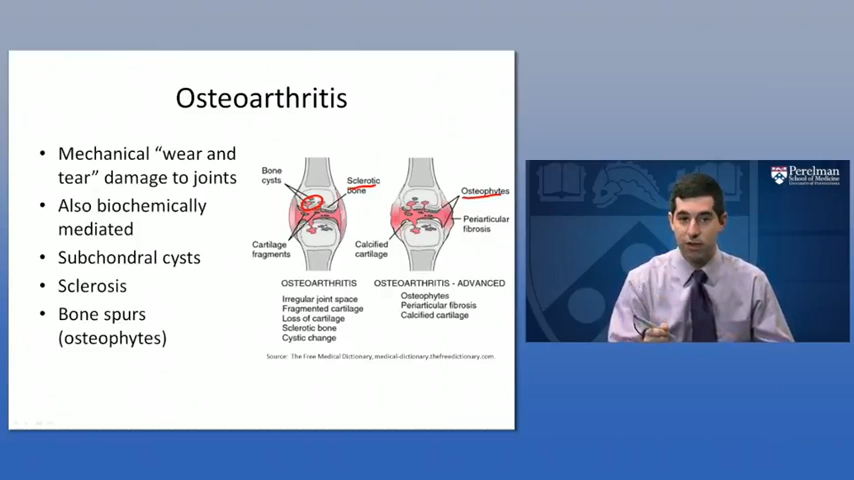 Osteoarthritis
• Mechanical “wear and
tear” damage to joints
• Also biochemically
mediated
• Subchondral cysts
• Sclerosis
• Bone spurs
(osteophytes)
Bone
cysts
Sclerotic
bone
Cartilage
fragments
OSTEOARTHRITIS
Irregular joint space
Fragmented cartilage
Loss of cartilage
Sclerotic bone
Cystic change
Osteophytes
Periarticular
fibrosis
Calcified
cartilage
OSTEOARTHRITIS - ADVANCED
Osteophytes
Periarticular fibrosis
Calcified cartilage
Source: The Free Medical Dictionary, medical-dictionary.thefreedictionary.com.
Perelman
School of Medicine
University of Pennsylvania